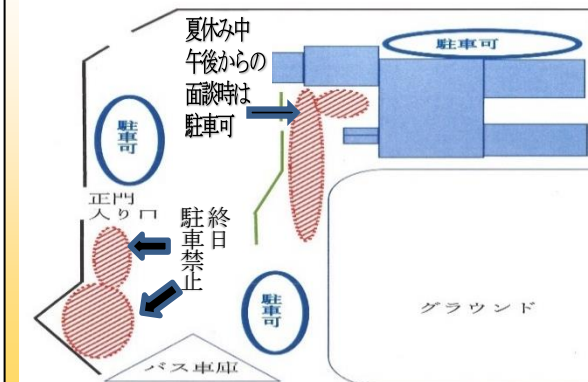 夏休み中
午後からの
面談時は
駐車可
駐車可
駐車可
正門
入り口
終日
駐車禁止
駐車可
グラウンド
バス車庫